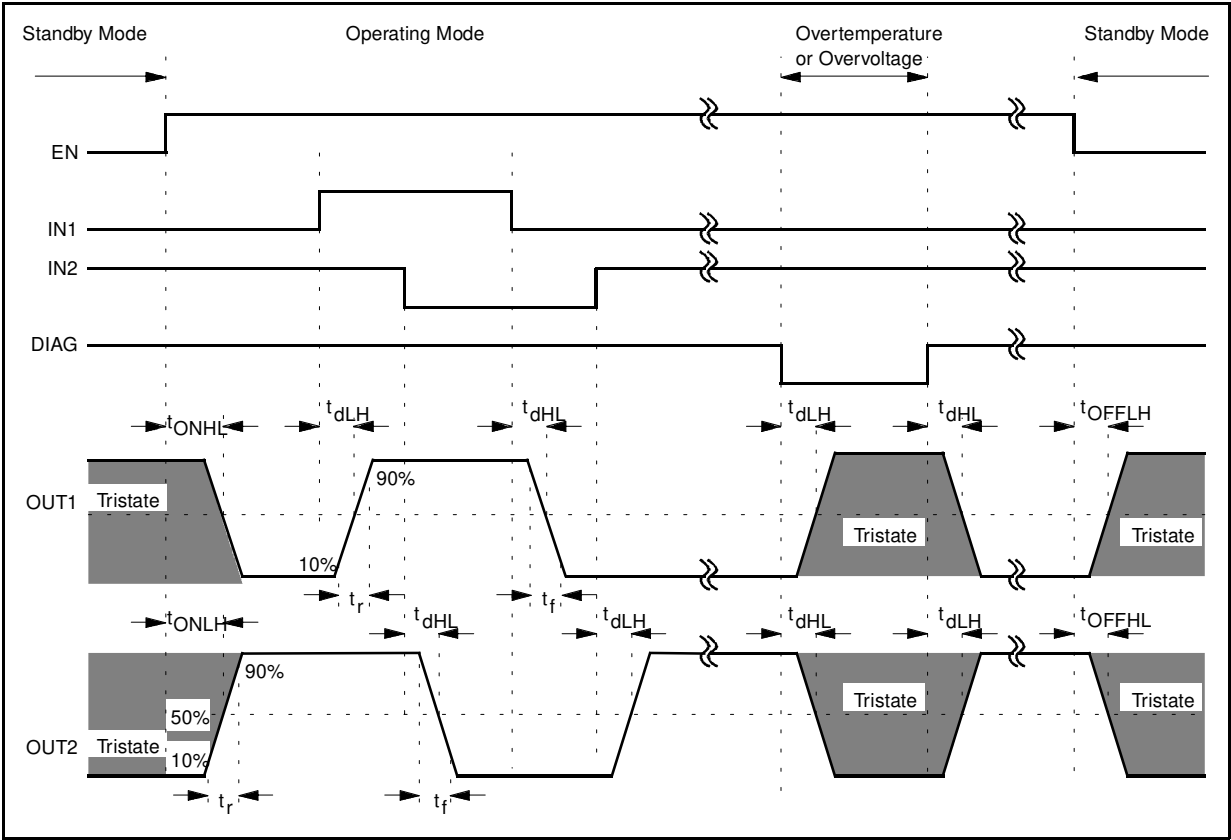 Standby Mode
Operating Mode
Overtemperature
or Overvoltage
Standby Mode
EN
IN1
IN2
DIAG
tONHL
tdLH
tdHL
tdLH
tdHL
tOFFLH
OUT1
Tristate
90%
10%
Tristate
Tristate
tr
tf
tONLH
tdHL
tdLH
tdHL
tdLH
tOFFHL
90%
50%
OUT2
Tristate
10%
Tristate
Tristate
tr
tf